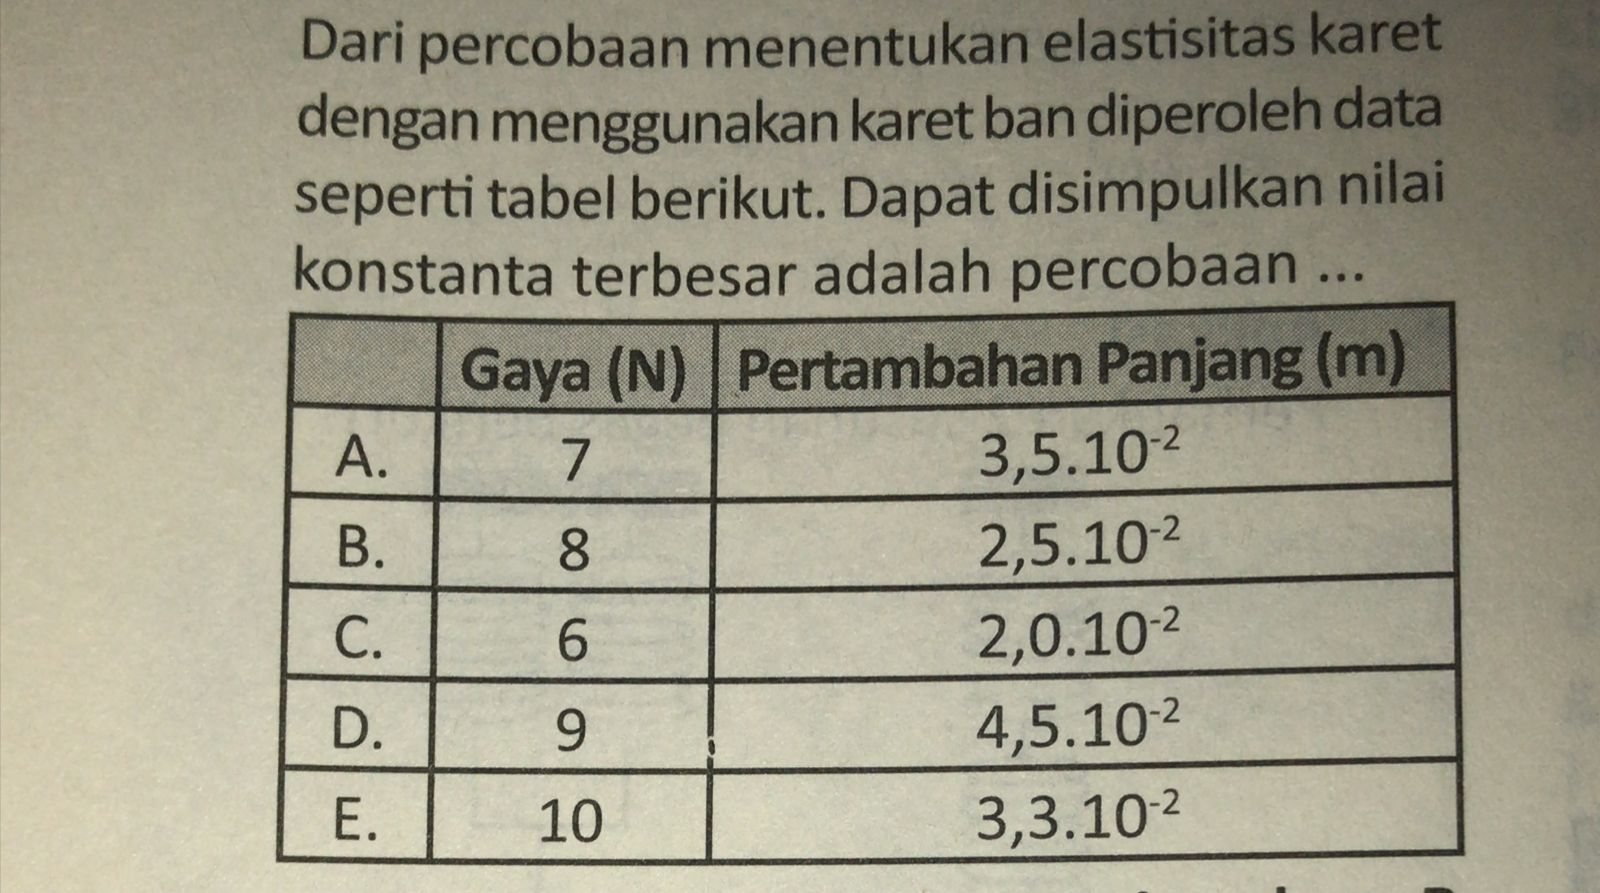 Dari percobaan menentukan elastisitas karet
dengan menggunakan karet ban diperoleh data
seperti tabel berikut. Dapat disimpulkan nilai
konstanta terbesar adalah percobaan ...
Gaya (N) Pertambahan Panjang (m)
A. 7 3,5.10⁻²
B. 8 2,5.10⁻²
C. 6 2,0.10⁻²
D. 9 4,5.10⁻²
E. 10 3,3.10⁻²